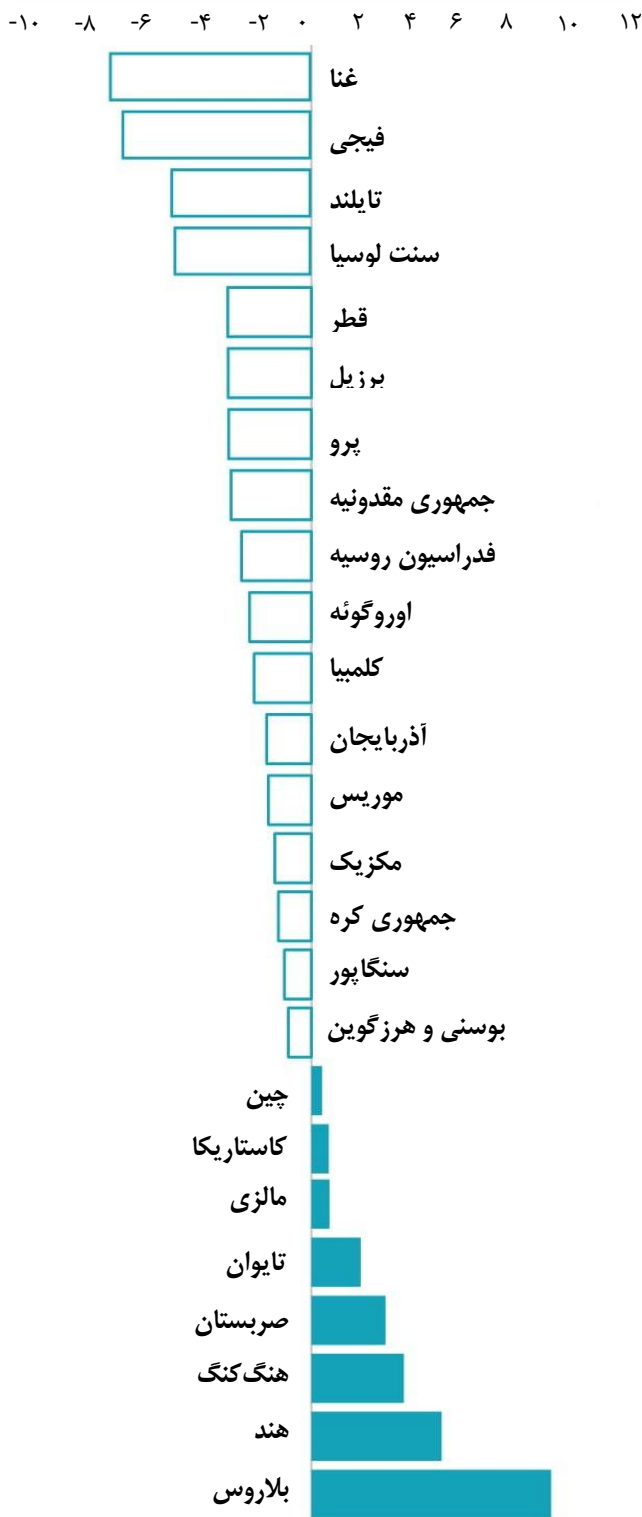 -۱۰ -۸ -۶ -۴ -۲ ۰ ۲ ۴ ۶ ۸ ۱۰ ۱۲
غنا
فیجی
تایلند
سنت لوسیا
قطر
برزیل
پرو
جمهوری مقدونیه
فدراسیون روسیه
اوروگوئه
کلمبیا
آذربایجان
موریس
مکزیک
جمهوری کره
سنگاپور
بوسنی و هرزگوین
چین
کاستاریکا
مالزی
تایوان
صربستان
هنگ‌کنگ
هند
بلاروس